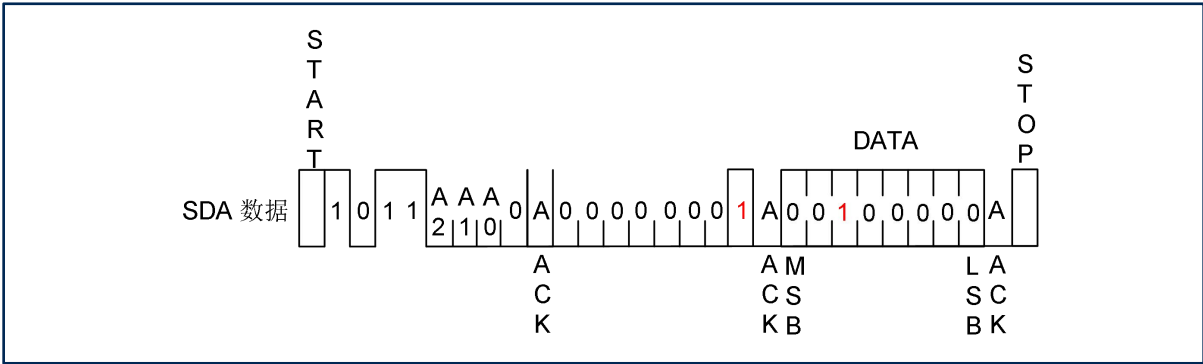 START
STOP
DATA
SDA 数据
1 0 1 1 A2 A1 A0 0 A 0 0 0 0 0 0 0 1 A 0 0 1 0 0 0 0 0 A
ACK
ACK
MSB
LSB
ACK